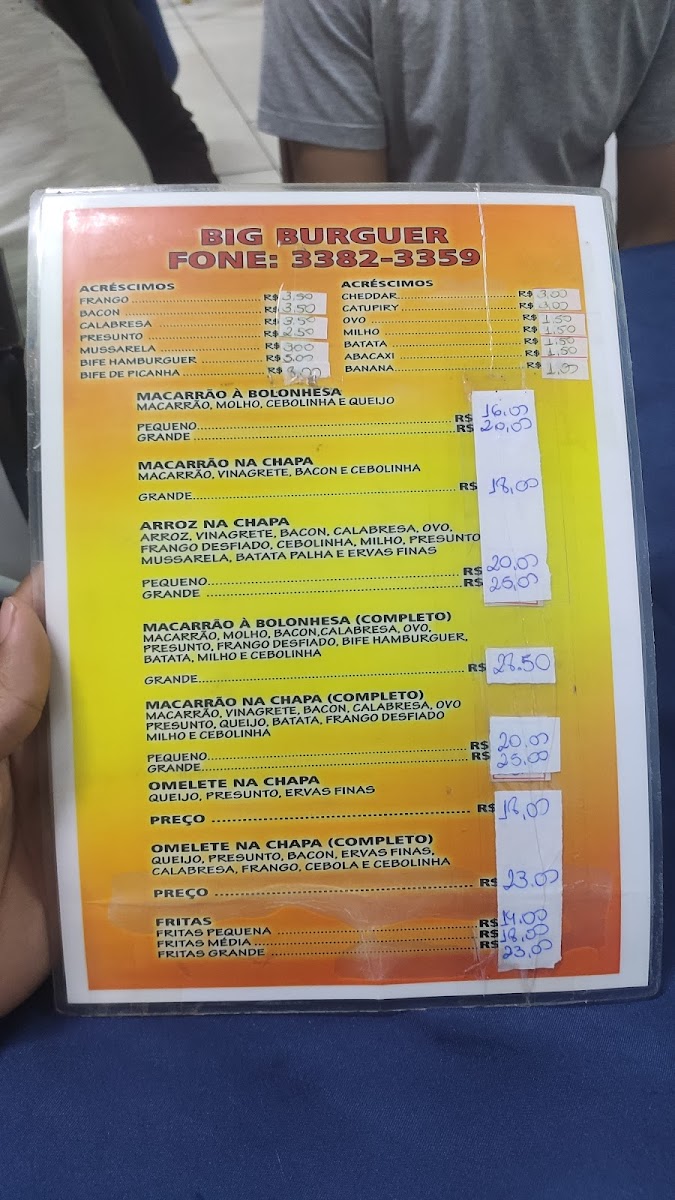 BIG BURGUER
FONE: 3382-3359
ACRÉSCIMOS
FRANGO R$ 3.50
BACON R$ 3.50
CALABRESA R$ 3.50
PRESUNTO R$ 2.50
MUSSARELA R$ 300
BIFE HAMBURGUER R$ 5.00
BIFE DE PICANHA R$ 8,00
ACRÉSCIMOS
CHEDDAR R$ 3.00
CATUPIRY R$ 3,00
OVO R$ 1.50
MILHO R$ 1.50
BATATA R$ 1.50
ABACAXI R$ 1.50
BANANA R$ 1.00
MACARRÃO À BOLONHESA
MACARRÃO, MOLHO, CEBOLINHA E QUEIJO
PEQUENO R$ 16,00
GRANDE R$ 20,00
MACARRÃO NA CHAPA
MACARRÃO, VINAGRETE, BACON E CEBOLINHA
GRANDE R$ 18,00
ARROZ NA CHAPA
ARROZ, VINAGRETE, BACON, CALABRESA, OVO,
FRANGO DESFIADO, CEBOLINHA, MILHO, PRESUNTO
MUSSARELA, BATATA PALHA E ERVAS FINAS
PEQUENO R$ 20,00
GRANDE R$ 25,00
MACARRÃO À BOLONHESA (COMPLETO)
MACARRÃO, MOLHO, BACON,CALABRESA, OVO,
PRESUNTO, FRANGO DESFIADO, BIFE HAMBURGUER,
BATATA, MILHO E CEBOLINHA
GRANDE R$ 28.50
MACARRÃO NA CHAPA (COMPLETO)
MACARRÃO, VINAGRETE, BACON, CALABRESA, OVO
PRESUNTO, QUEIJO, BATATA, FRANGO DESFIADO
MILHO E CEBOLINHA
PEQUENO R$ 20,00
GRANDE R$ 25,00
OMELETE NA CHAPA
QUEIJO, PRESUNTO, ERVAS FINAS
PREÇO R$ 18,00
OMELETE NA CHAPA (COMPLETO)
QUEIJO, PRESUNTO, BACON, ERVAS FINAS,
CALABRESA, FRANGO, CEBOLA E CEBOLINHA
PREÇO R$ 23.00
FRITAS
FRITAS PEQUENA R$ 14.00
FRITAS MÉDIA R$ 18,00
FRITAS GRANDE R$ 23,00